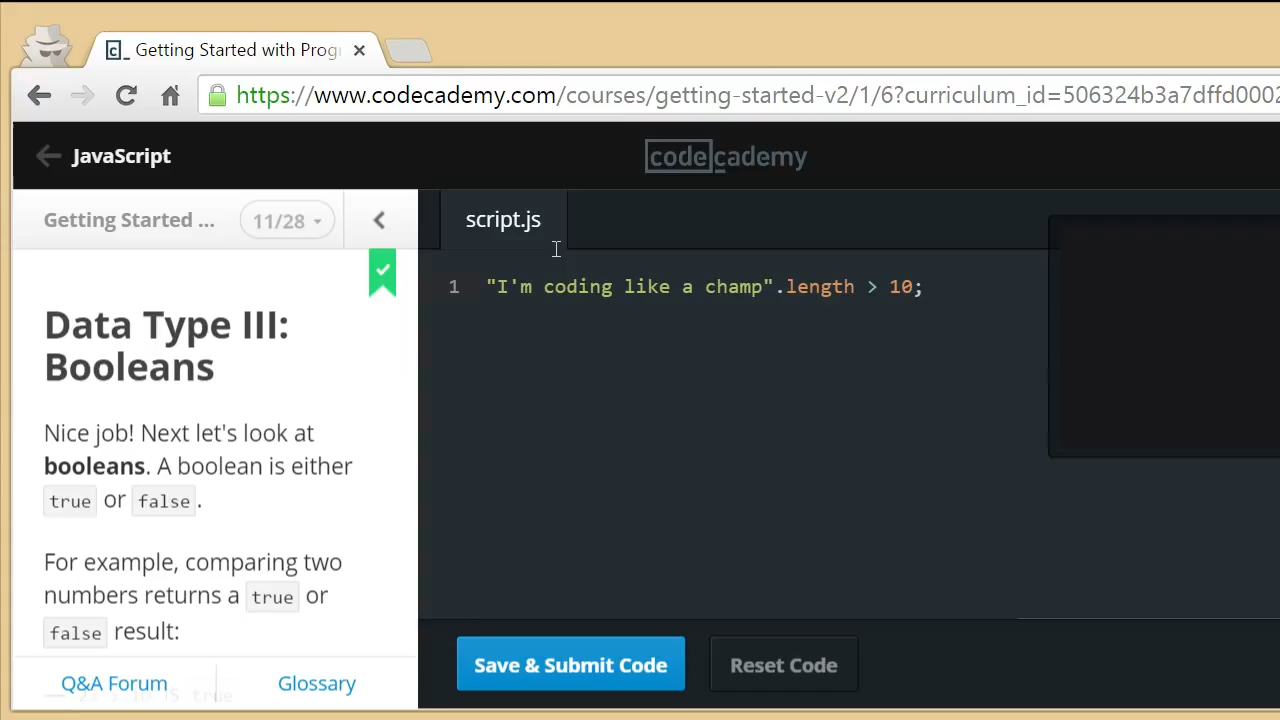 Getting Started with Prog
https://www.codecademy.com/courses/getting-started-v2/1/6?curriculum_id=506324b3a7dffd0002
JavaScript
codecademy
Getting Started ...
11/28
script.js
1 "I'm coding like a champ".length > 10;
Data Type III:
Booleans
Nice job! Next let's look at
booleans. A boolean is either
true or false.
For example, comparing two
numbers returns a true or
false result:
Q&A Forum
Glossary
Save & Submit Code
Reset Code